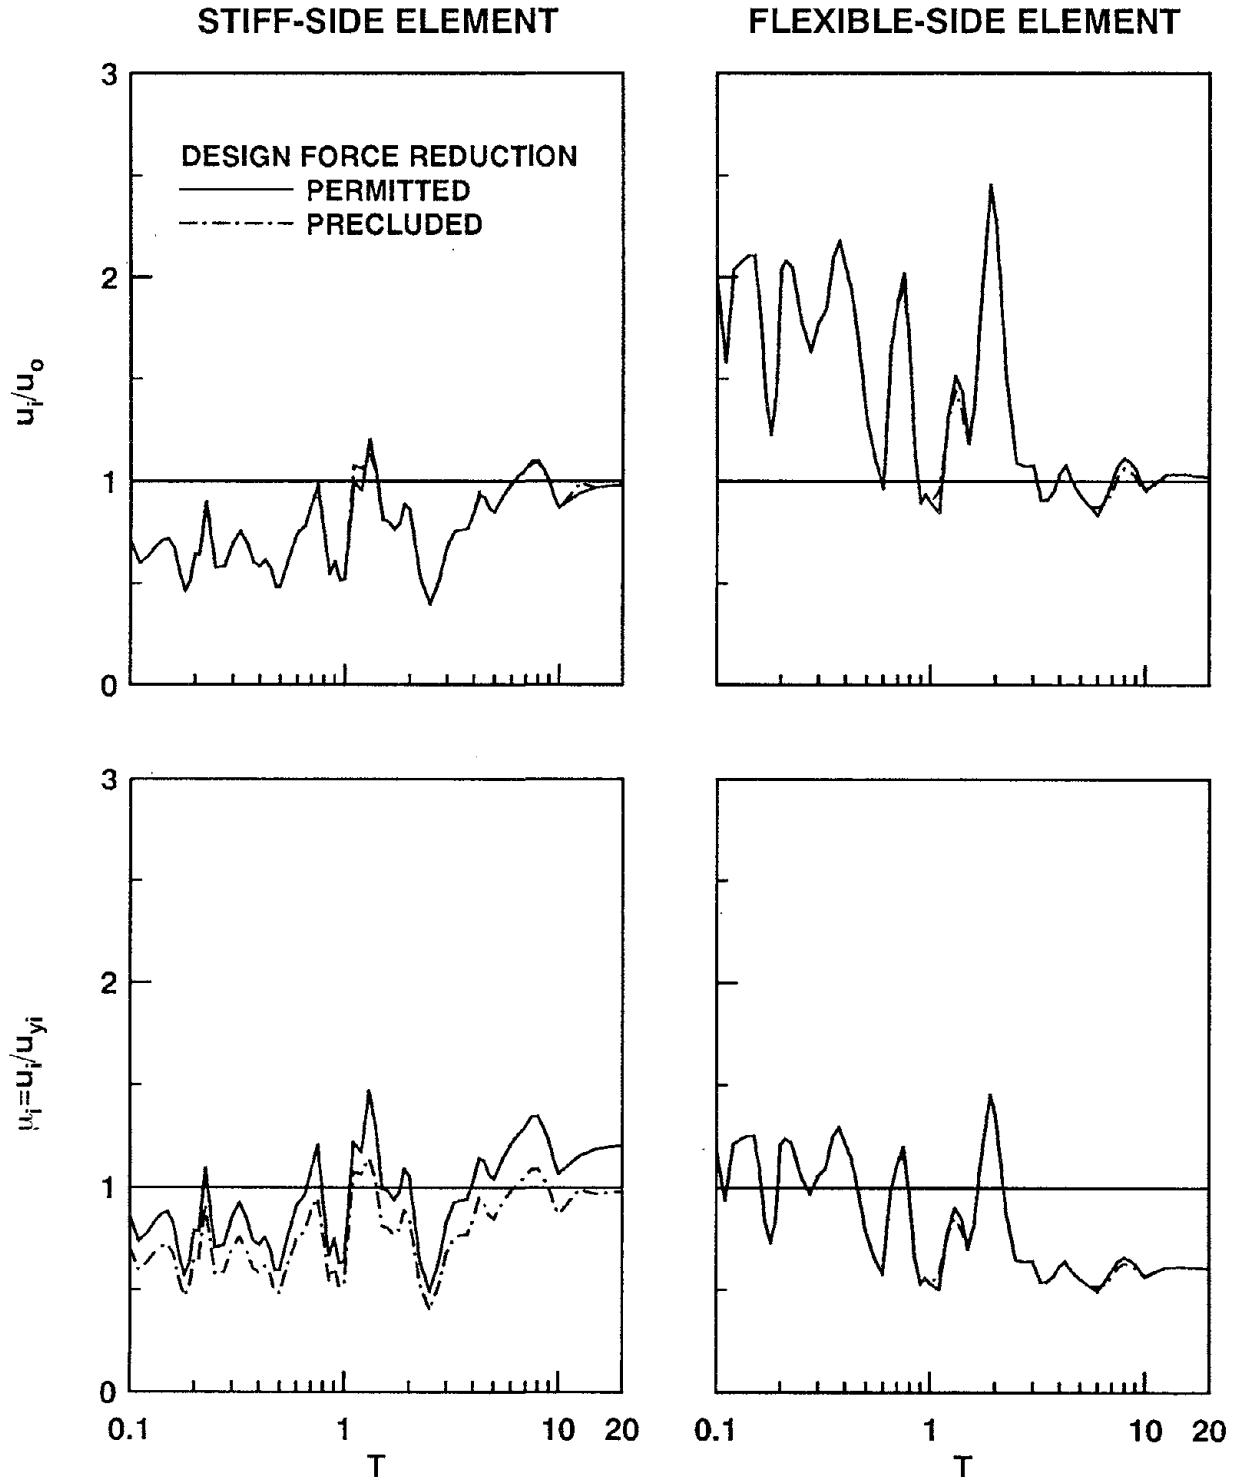 STIFF-SIDE ELEMENT
FLEXIBLE-SIDE ELEMENT
3
2
1
0
uᵢ/uₒ
DESIGN FORCE REDUCTION
PERMITTED
PRECLUDED
3
2
1
0
μᵢ=uᵢ/u_yi
0.1
1
10
20
T
0.1
1
10
20
T